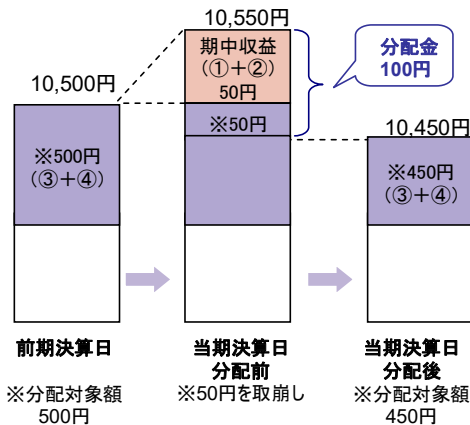 10,550円
期中収益
(①+②)
50円
※50円
分配金
100円
10,500円
※500円
(③+④)
10,450円
※450円
(③+④)
前期決算日
※分配対象額
500円
当期決算日
分配前
※50円を取崩し
当期決算日
分配後
※分配対象額
450円